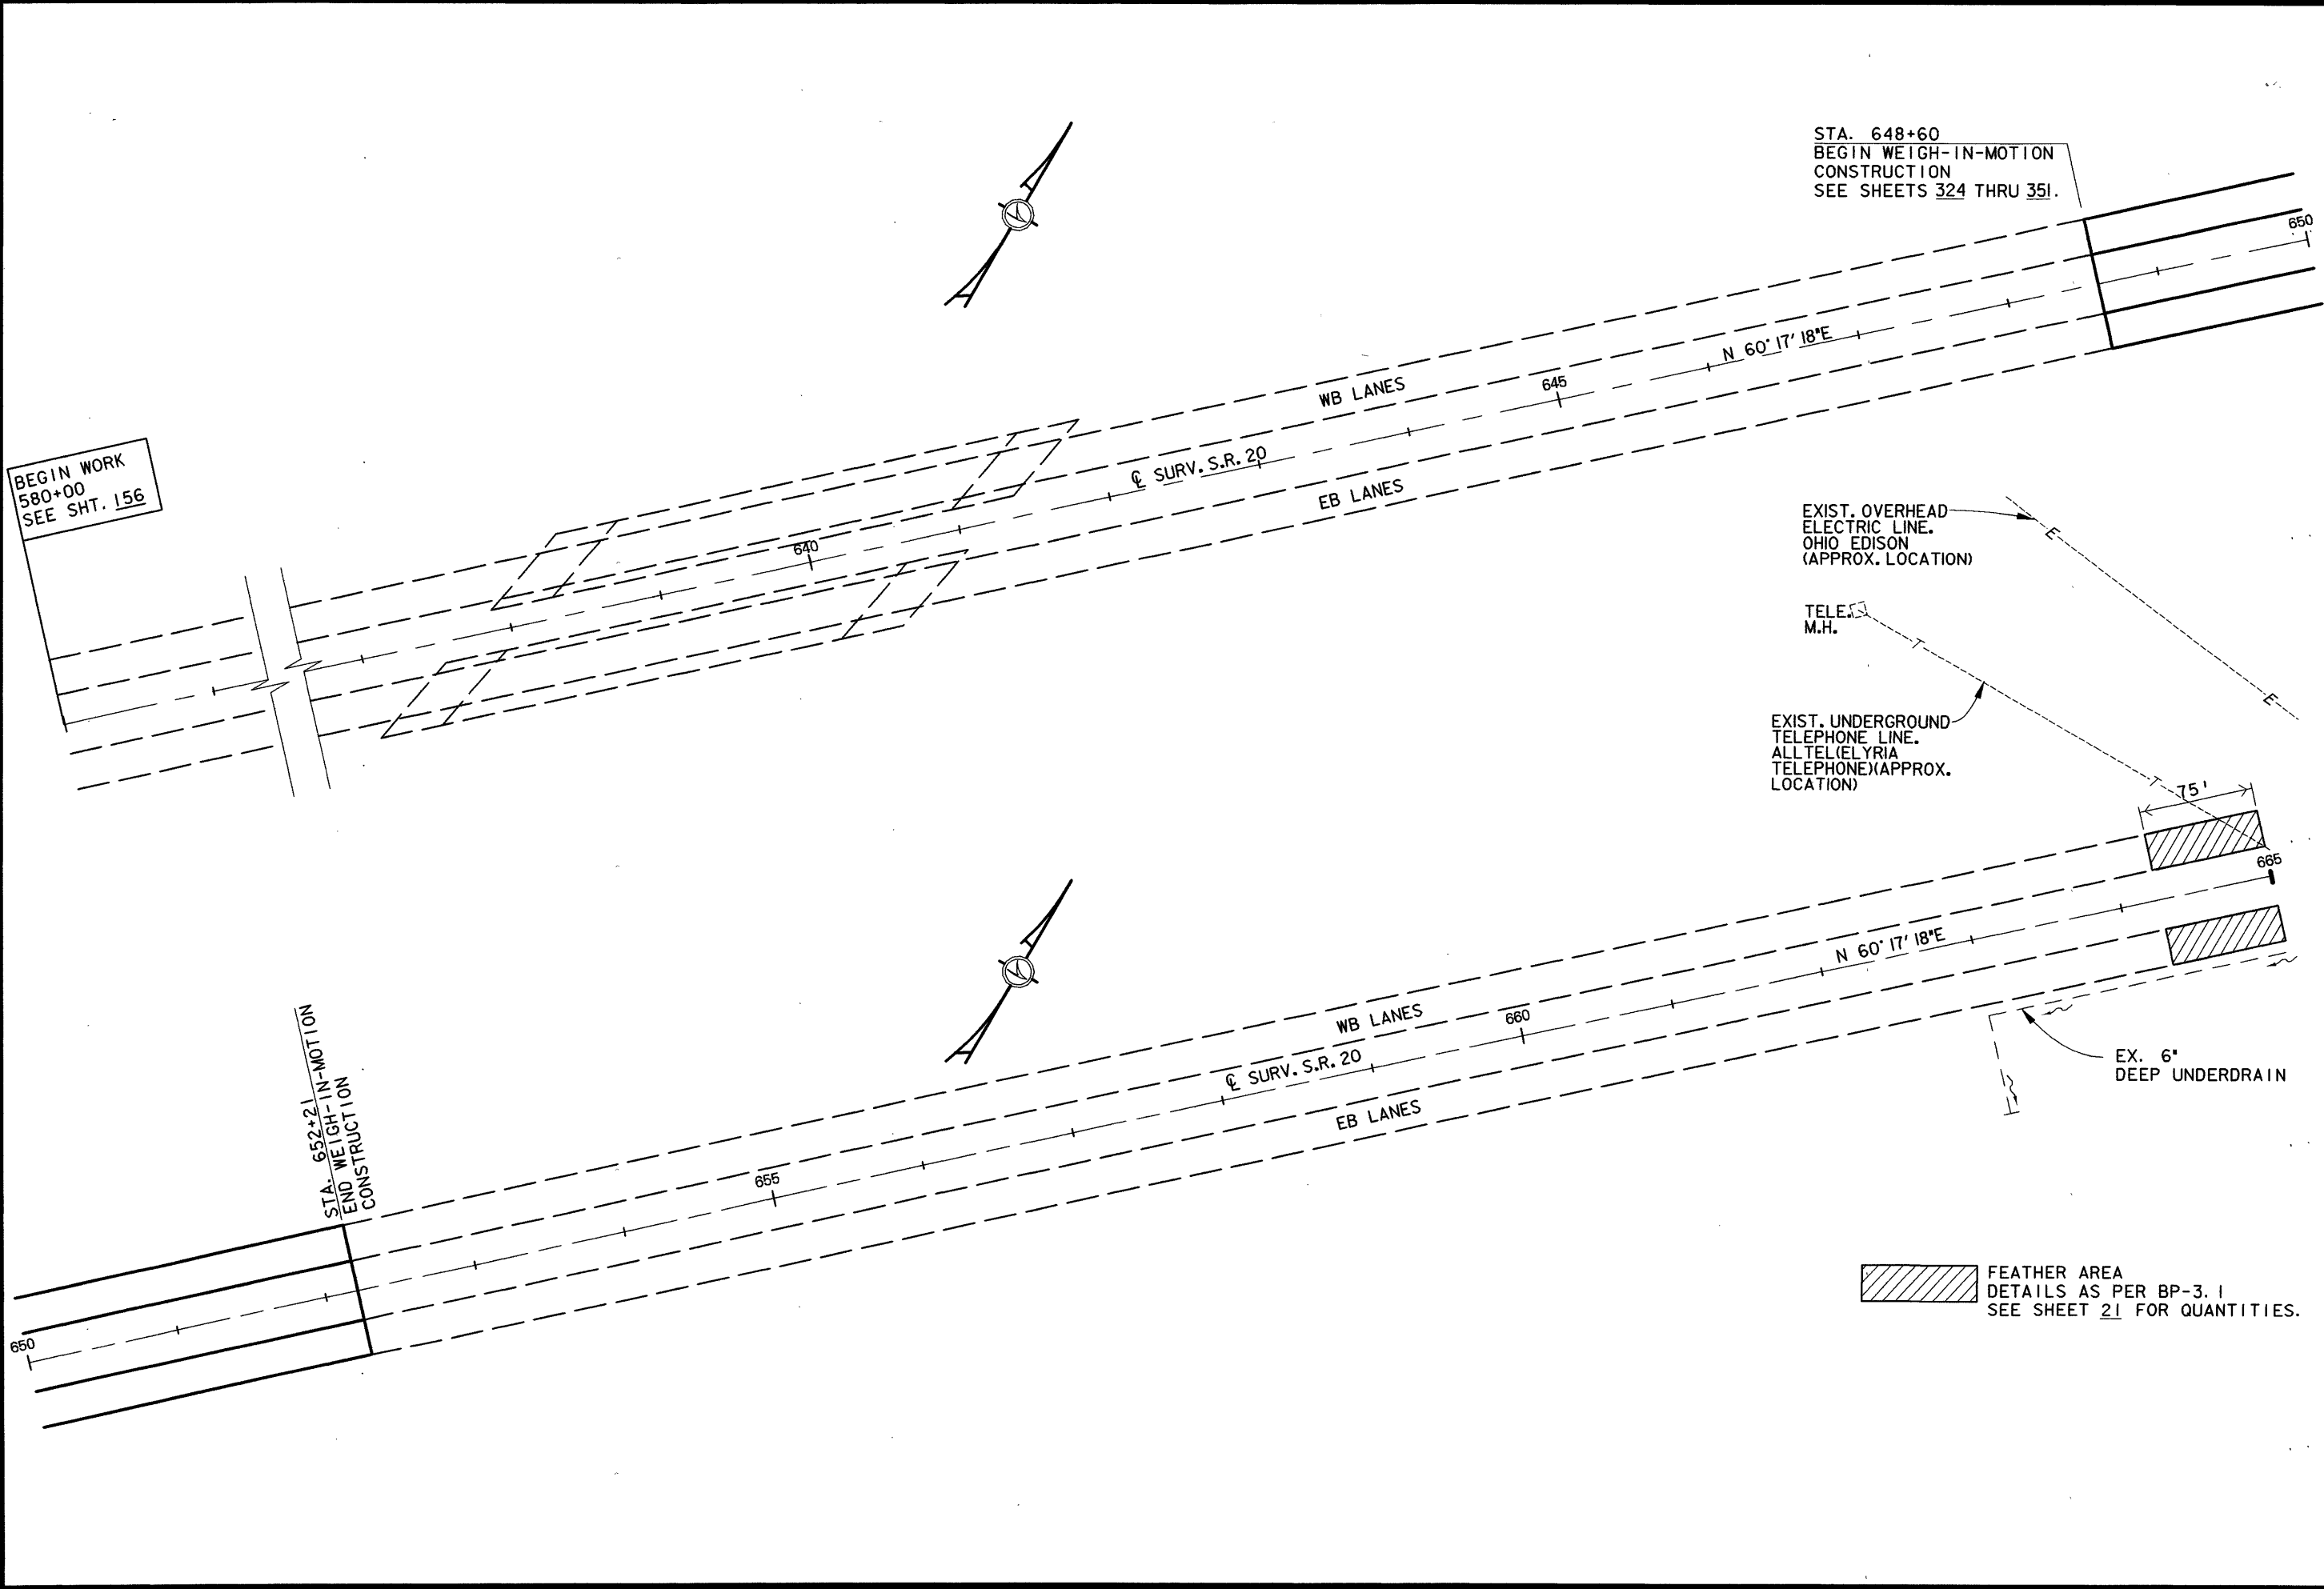 STA. 648+60
BEGIN WEIGH-IN-MOTION
CONSTRUCTION
SEE SHEETS 324 THRU 351.
650
N 60° 17' 18"E
645
WB LANES
℄ SURV. S.R. 20
EB LANES
640
BEGIN WORK
580+00
SEE SHT. 156
EXIST. OVERHEAD
ELECTRIC LINE.
OHIO EDISON
(APPROX. LOCATION)
E
E
TELE.
M.H.
T
T
EXIST. UNDERGROUND
TELEPHONE LINE.
ALLTEL(ELYRIA
TELEPHONE)(APPROX.
LOCATION)
75'
665
N 60° 17' 18"E
660
WB LANES
℄ SURV. S.R. 20
EB LANES
655
EX. 6"
DEEP UNDERDRAIN
STA. 652+21
END WEIGH-IN-MOTION
CONSTRUCTION
650
FEATHER AREA
DETAILS AS PER BP-3.1
SEE SHEET 21 FOR QUANTITIES.